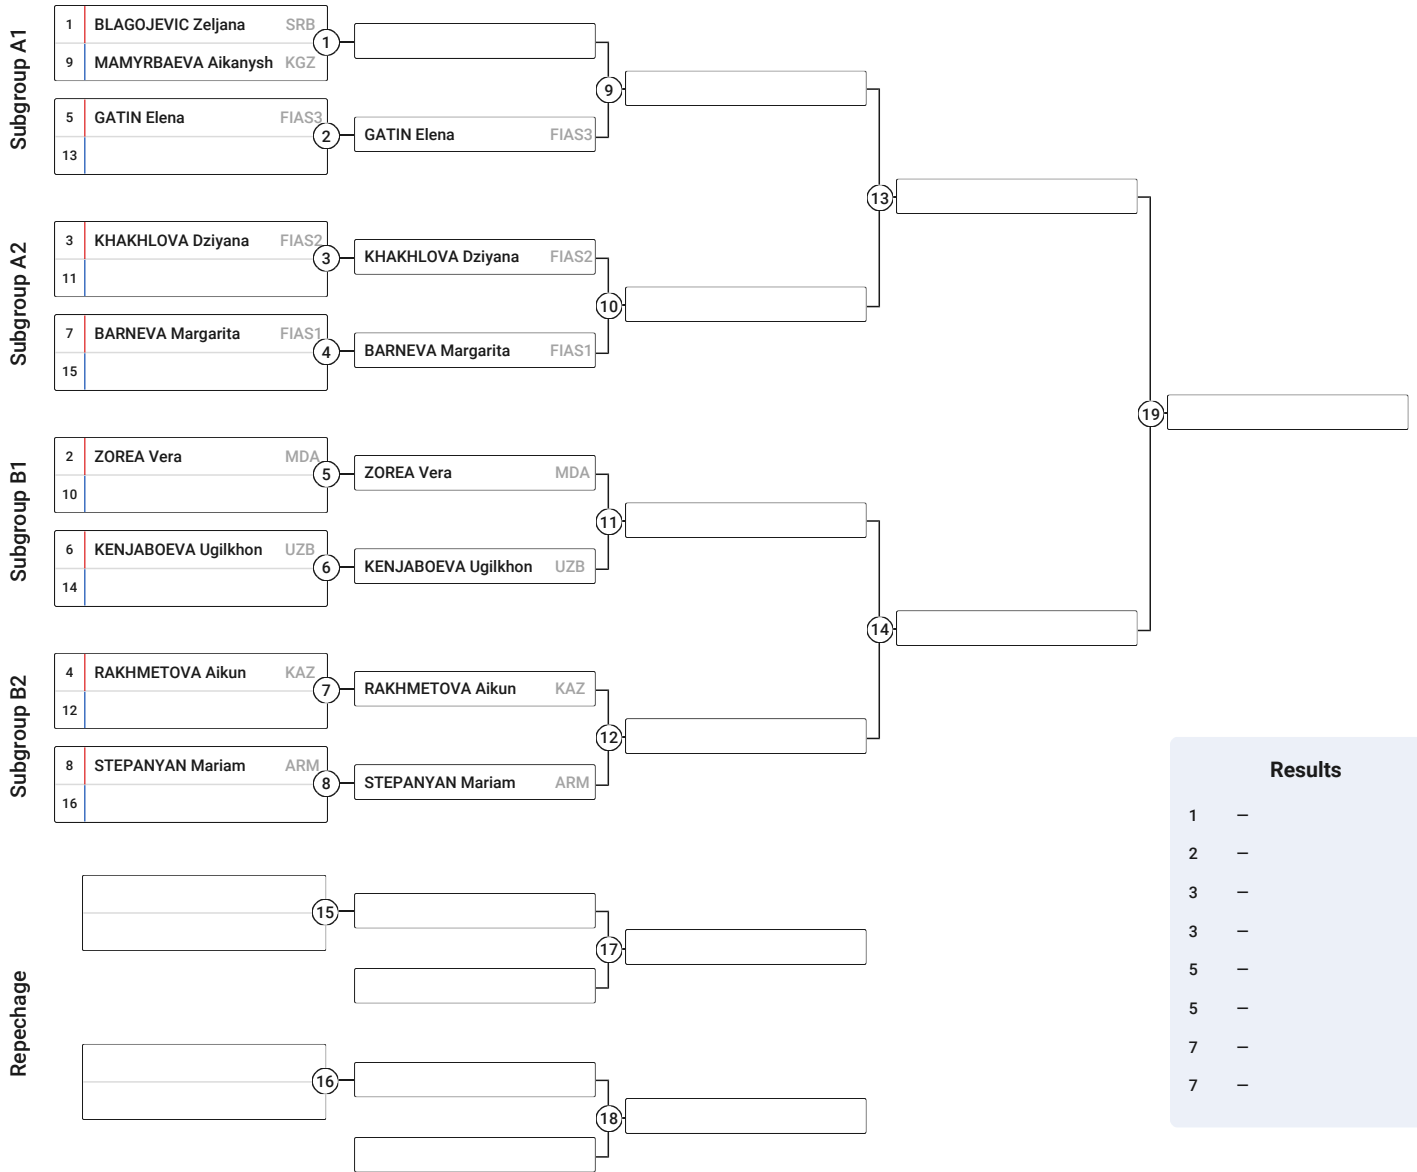 Subgroup A1
1 BLAGOJEVIC Zeljana SRB
9 MAMYRBAEVA Aikanysh KGZ
1
5 GATIN Elena FIAS3
13
2
GATIN Elena FIAS3
9
Subgroup A2
3 KHAKHLOVA Dziyana FIAS2
11
3
KHAKHLOVA Dziyana FIAS2
7 BARNEVA Margarita FIAS1
15
4
BARNEVA Margarita FIAS1
10
13
Subgroup B1
2 ZOREA Vera MDA
10
5
ZOREA Vera MDA
6 KENJABOEVA Ugilkhon UZB
14
6
KENJABOEVA Ugilkhon UZB
11
Subgroup B2
4 RAKHMETOVA Aikun KAZ
12
7
RAKHMETOVA Aikun KAZ
8 STEPANYAN Mariam ARM
16
8
STEPANYAN Mariam ARM
12
14
19
Repechage
15
17
16
18
Results
1 –
2 –
3 –
3 –
5 –
5 –
7 –
7 –